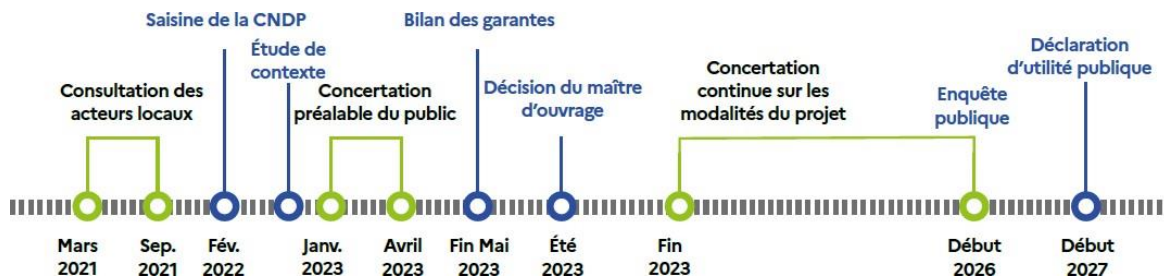 Saisine de la CNDP
Bilan des garantes
Étude de
contexte
Déclaration
d'utilité publique
Consultation des
acteurs locaux
Concertation
préalable du public
Décision du maître
d'ouvrage
Concertation
continue sur les
modalités du projet
Enquête
publique
Mars
2021
Sep.
2021
Fév.
2022
Janv.
2023
Avril
2023
Fin Mai
2023
Été
2023
Fin
2023
Début
2026
Début
2027